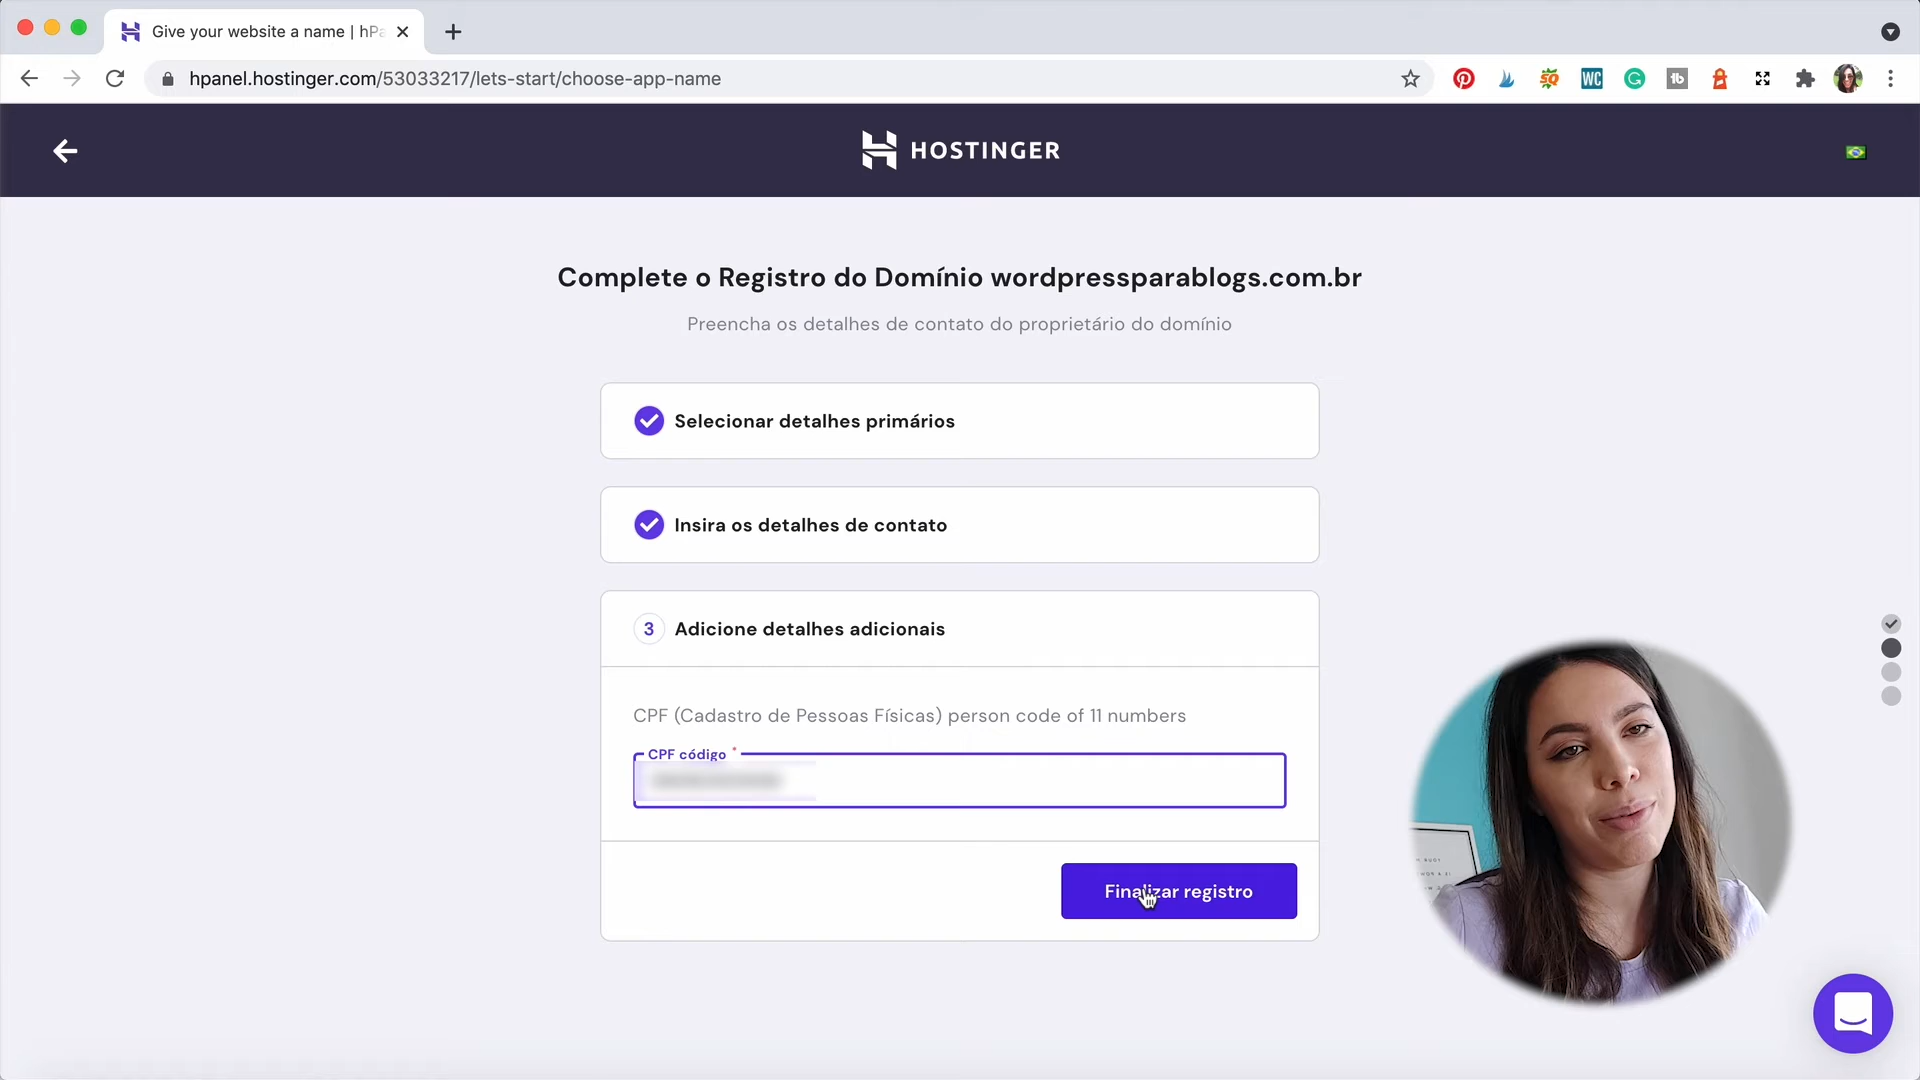 Give your website a name | hPa
hpanel.hostinger.com/53033217/lets-start/choose-app-name
SQ
WC
G
tb
HOSTINGER
Complete o Registro do Domínio wordpressparablogs.com.br
Preencha os detalhes de contato do proprietário do domínio
Selecionar detalhes primários
Insira os detalhes de contato
3 Adicione detalhes adicionais
CPF (Cadastro de Pessoas Físicas) person code of 11 numbers
CPF código *
Finalizar registro